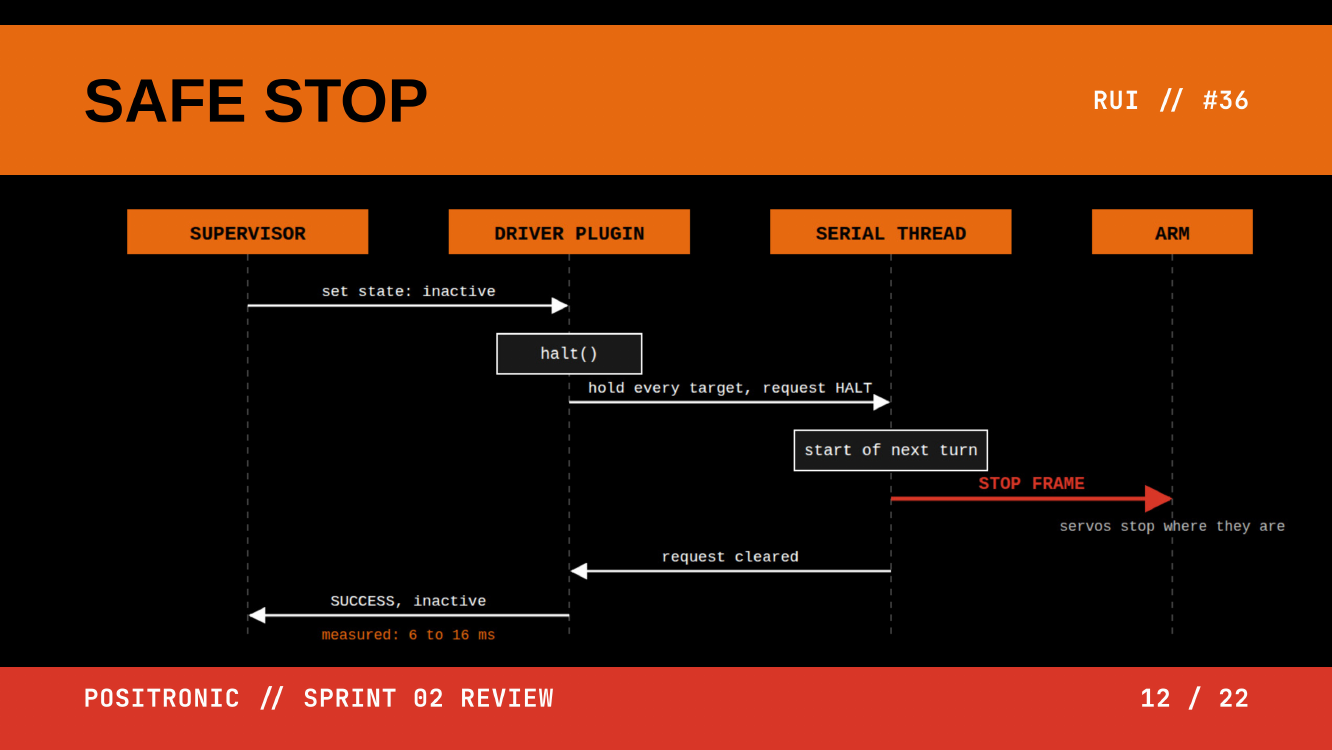 SAFE STOP
RUI // #36
SUPERVISOR
DRIVER PLUGIN
SERIAL THREAD
ARM
set state: inactive
halt()
hold every target, request HALT
start of next turn
STOP FRAME
servos stop where they are
request cleared
SUCCESS, inactive
measured: 6 to 16 ms
POSITRONIC // SPRINT 02 REVIEW
12 / 22